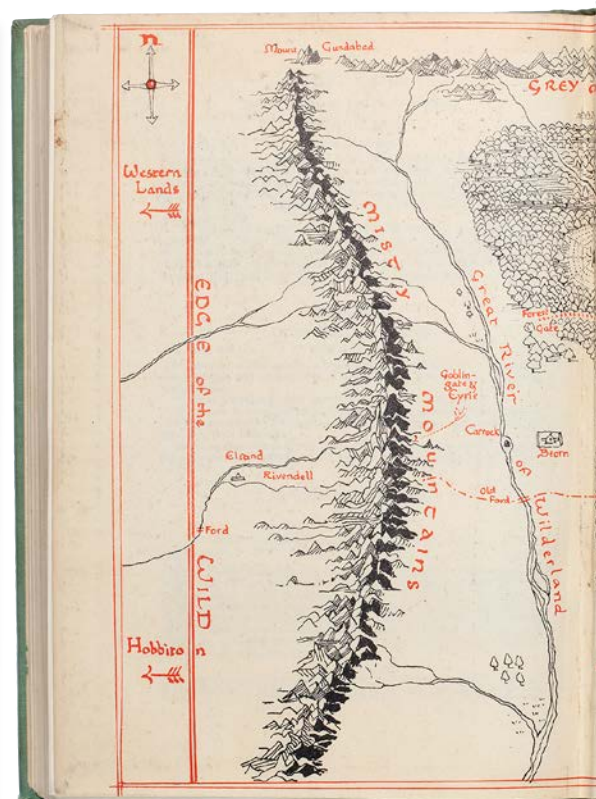 n
Mount Gundabad
GREY
Western
Lands
MISTY
EDGE of the
Great River
Forest
Gate
Goblin-
gate &
Eyrie
Mountains
Carrock
Beorn
of Wilderland
Elrond
Rivendell
Old
Ford
Ford
WILD
Hobbiton